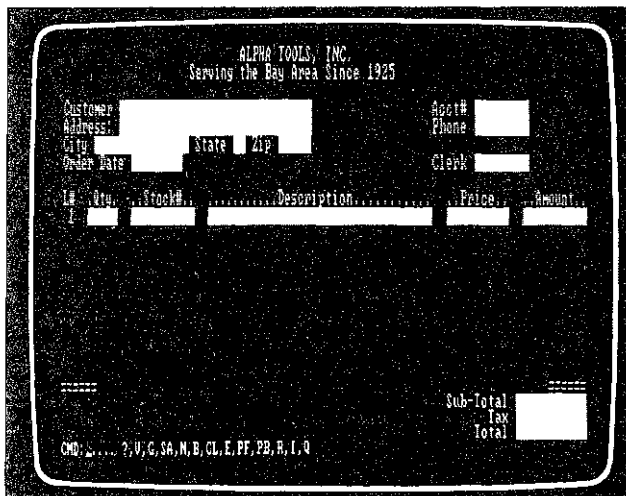 ALPHA TOOLS, INC.
Serving the Bay Area Since 1925
Customer Acct#
Address: Phone
City State Zip
Order Date Clerk
L# ..Qty.. ...Stock#... ...........Description............. ...Price... ..Amount..
1
Sub-Total
Tax
Total
CMD:_.... ?,V,G,SA,N,B,CL,E,PF,PB,R,I,Q